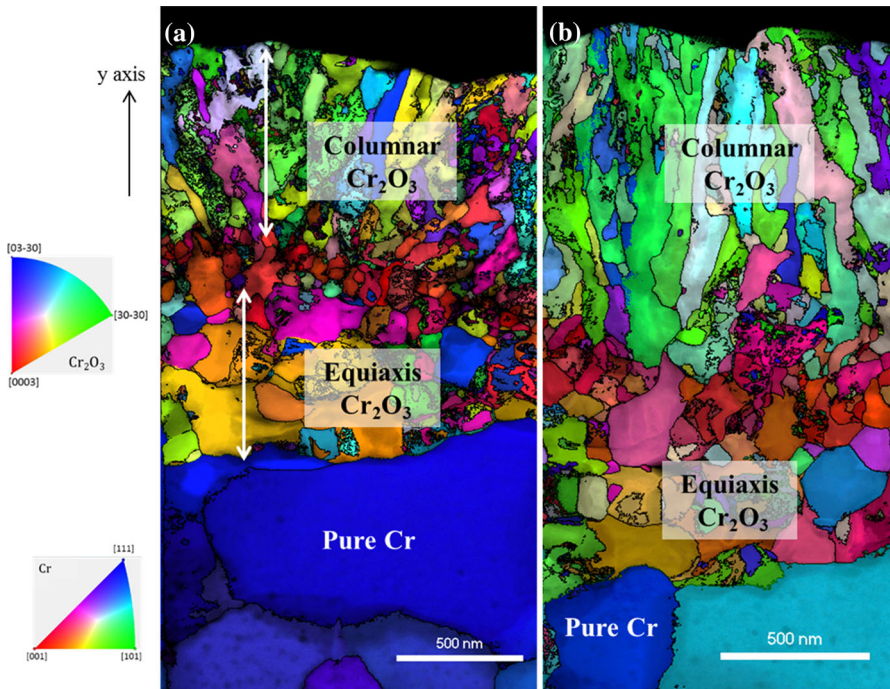 (a)
(b)
y axis
Columnar
Cr₂O₃
Columnar
Cr₂O₃
[03-30]
[30-30]
Cr₂O₃
[0003]
Equiaxis
Cr₂O₃
Equiaxis
Cr₂O₃
Pure Cr
[111]
Cr
[001]
[101]
500 nm
Pure Cr
500 nm